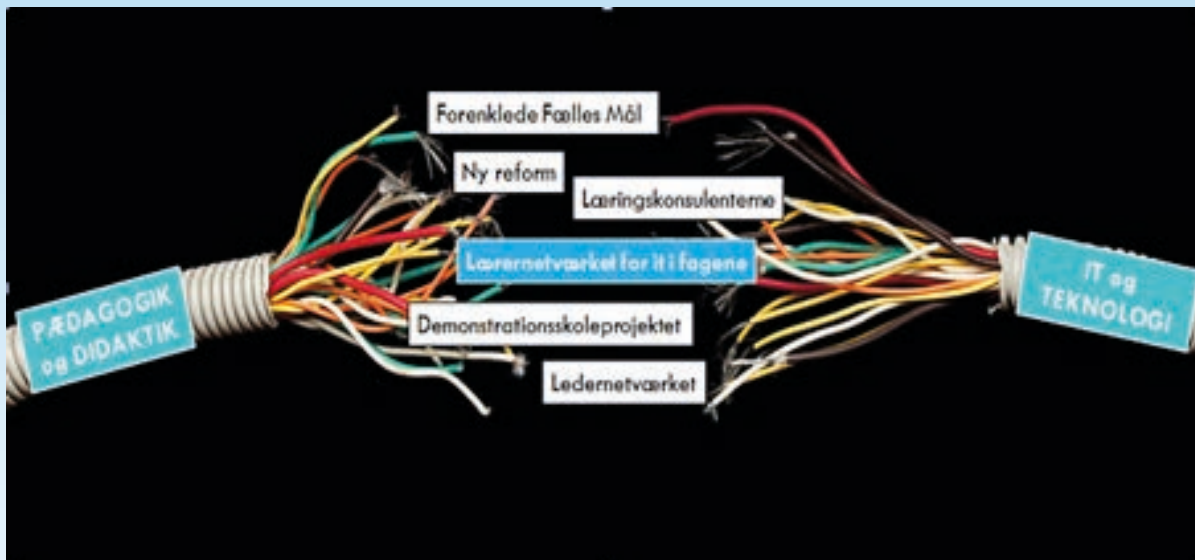 Forenklede Fælles Mål
Ny reform
Læringskonsulenterne
Lærernetværket for it i fagene
PÆDAGOGIK
og DIDAKTIK
IT og
TEKNOLOGI
Demonstrationsskoleprojektet
Ledernetværket